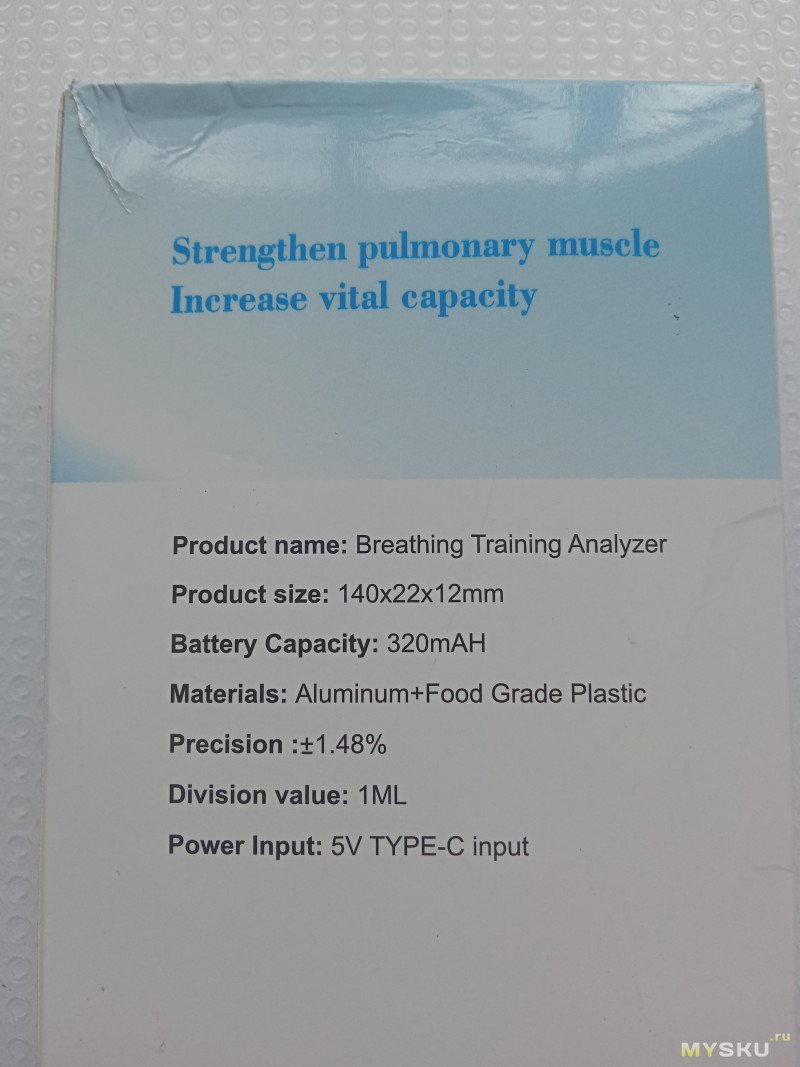 Strengthen pulmonary muscle
Increase vital capacity
Product name: Breathing Training Analyzer
Product size: 140x22x12mm
Battery Capacity: 320mAH
Materials: Aluminum+Food Grade Plastic
Precision :±1.48%
Division value: 1ML
Power Input: 5V TYPE-C input
MYSKU.ru